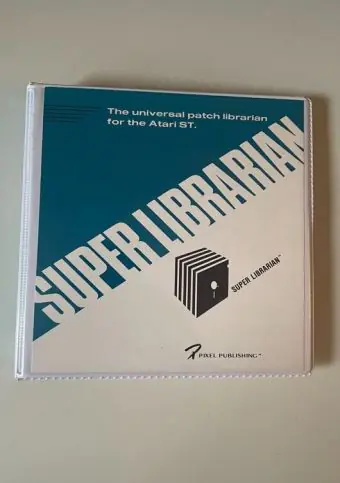 The universal patch librarian
for the Atari ST.
SUPER LIBRARIAN
SUPER LIBRARIAN™
PIXEL PUBLISHING™